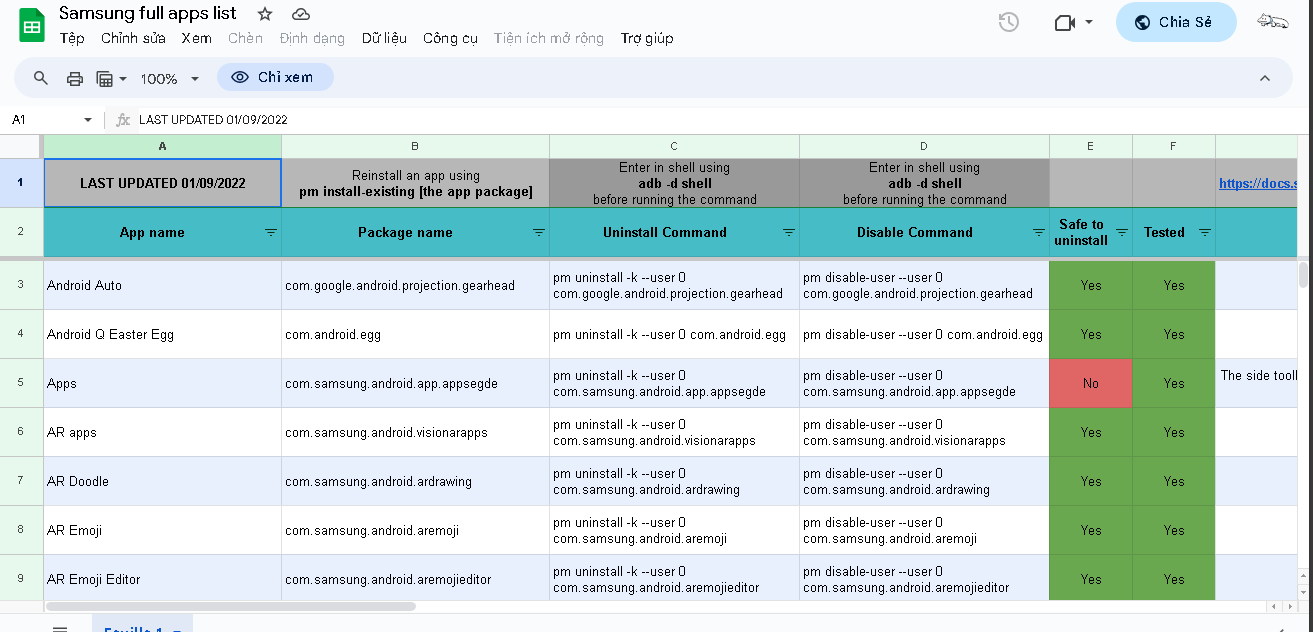 Samsung full apps list
Tệp Chỉnh sửa Xem Chèn Định dạng Dữ liệu Công cụ Tiện ích mở rộng Trợ giúp
Chia Sẻ
100% Chỉ xem
A1 fx LAST UPDATED 01/09/2022
A B C D E F
1
LAST UPDATED 01/09/2022
Reinstall an app using
pm install-existing [the app package]
Enter in shell using
adb -d shell
before running the command
Enter in shell using
adb -d shell
before running the command
https://docs.s
2
App name
Package name
Uninstall Command
Disable Command
Safe to
uninstall
Tested
3
Android Auto
com.google.android.projection.gearhead
pm uninstall -k --user 0
com.google.android.projection.gearhead
pm disable-user --user 0
com.google.android.projection.gearhead
Yes
Yes
4
Android Q Easter Egg
com.android.egg
pm uninstall -k --user 0 com.android.egg
pm disable-user --user 0 com.android.egg
Yes
Yes
5
Apps
com.samsung.android.app.appsegde
pm uninstall -k --user 0
com.samsung.android.app.appsegde
pm disable-user --user 0
com.samsung.android.app.appsegde
No
Yes
The side tooll
6
AR apps
com.samsung.android.visionarapps
pm uninstall -k --user 0
com.samsung.android.visionarapps
pm disable-user --user 0
com.samsung.android.visionarapps
Yes
Yes
7
AR Doodle
com.samsung.android.ardrawing
pm uninstall -k --user 0
com.samsung.android.ardrawing
pm disable-user --user 0
com.samsung.android.ardrawing
Yes
Yes
8
AR Emoji
com.samsung.android.aremoji
pm uninstall -k --user 0
com.samsung.android.aremoji
pm disable-user --user 0
com.samsung.android.aremoji
Yes
Yes
9
AR Emoji Editor
com.samsung.android.aremojieditor
pm uninstall -k --user 0
com.samsung.android.aremojieditor
pm disable-user --user 0
com.samsung.android.aremojieditor
Yes
Yes
Feuille 1